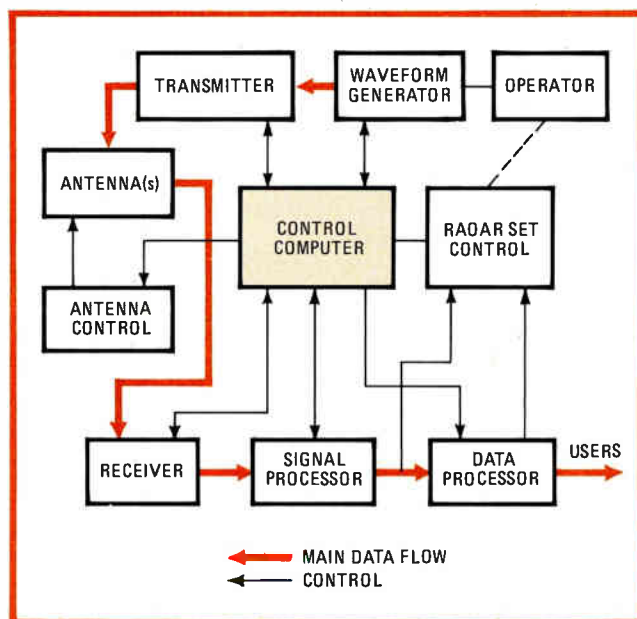 TRANSMITTER
WAVEFORM
GENERATOR
OPERATOR
ANTENNA(s)
CONTROL
COMPUTER
RADAR SET
CONTROL
ANTENNA
CONTROL
RECEIVER
SIGNAL
PROCESSOR
DATA
PROCESSOR
USERS
MAIN DATA FLOW
CONTROL